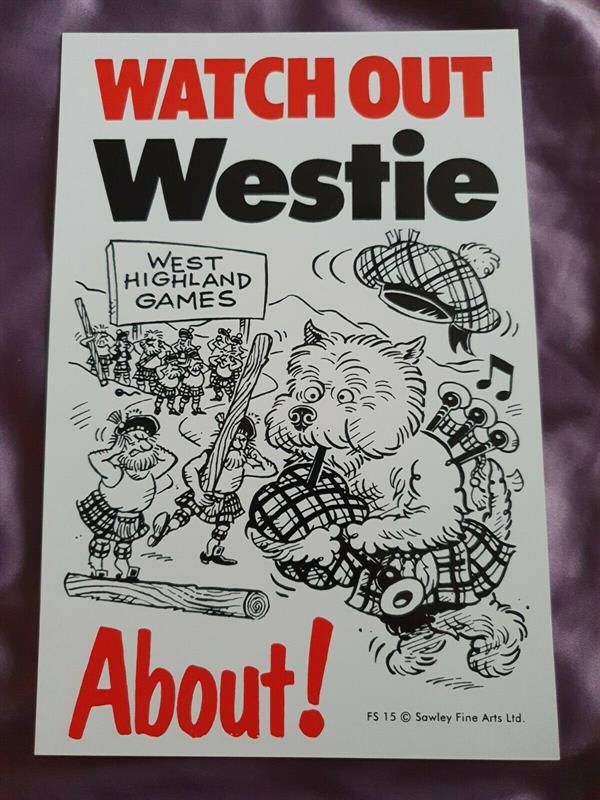 WATCH OUT
Westie
WEST
HIGHLAND
GAMES
About!
FS 15 © Sawley Fine Arts Ltd.